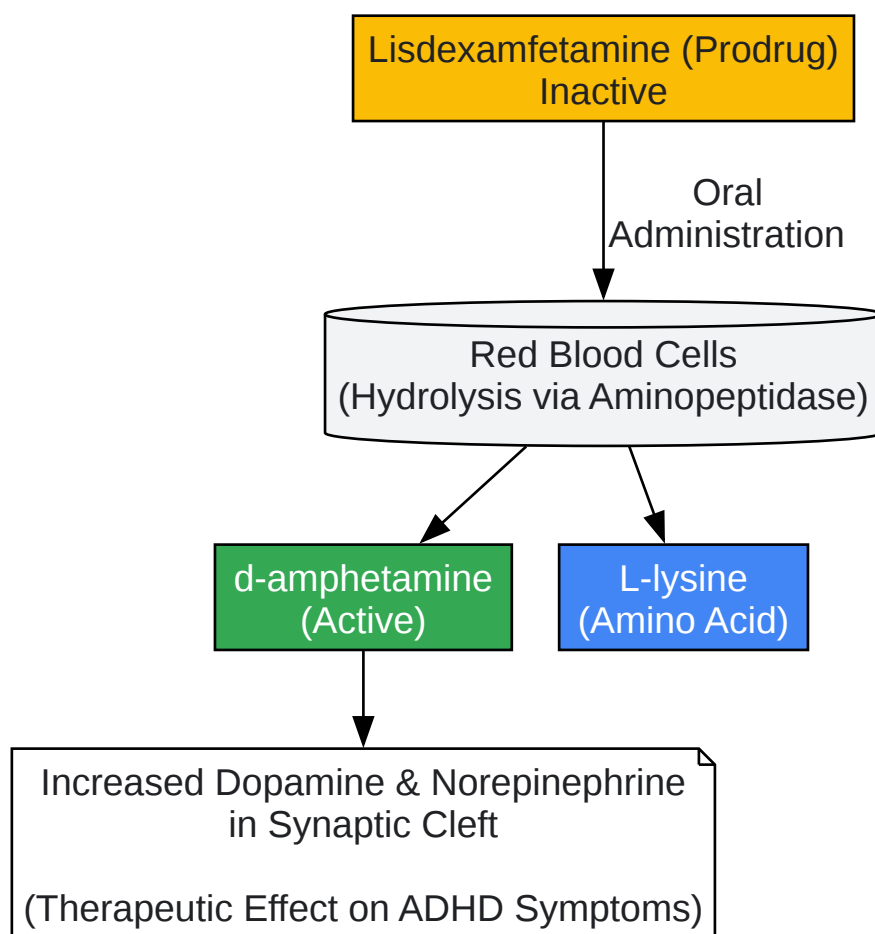 Lisdexamfetamine (Prodrug)
Inactive
Oral
Administration
Red Blood Cells
(Hydrolysis via Aminopeptidase)
d-amphetamine
(Active)
L-lysine
(Amino Acid)
Increased Dopamine & Norepinephrine
in Synaptic Cleft
(Therapeutic Effect on ADHD Symptoms)